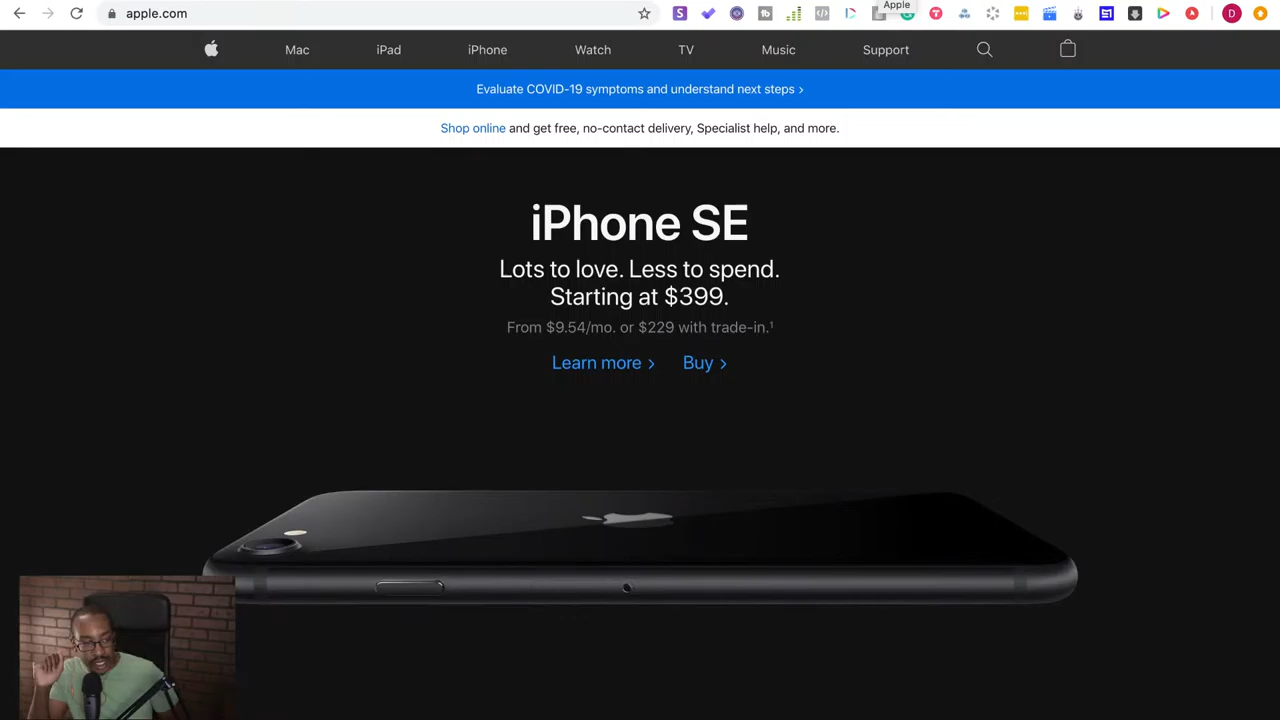 Apple
apple.com
S
T
D
Mac
iPad
iPhone
Watch
TV
Music
Support
Evaluate COVID-19 symptoms and understand next steps ›
Shop online and get free, no-contact delivery, Specialist help, and more.
iPhone SE
Lots to love. Less to spend.
Starting at $399.
From $9.54/mo. or $229 with trade-in.¹
Learn more ›
Buy ›